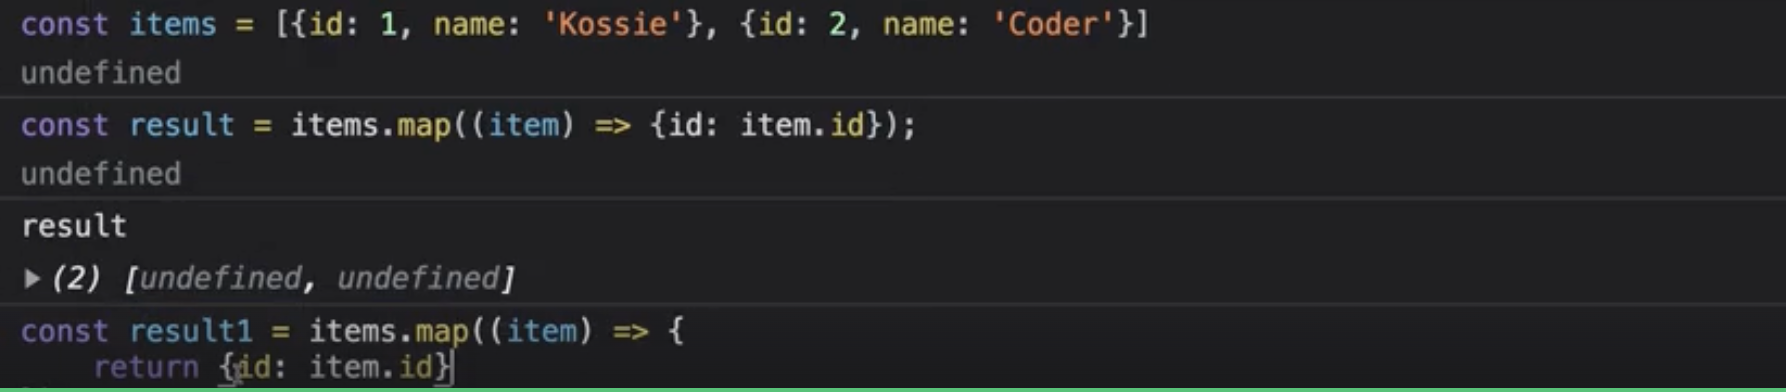 const items = [{id: 1, name: 'Kossie'}, {id: 2, name: 'Coder'}]
undefined
const result = items.map((item) => {id: item.id});
undefined
result
▶ (2) [undefined, undefined]
const result1 = items.map((item) => {
    return {id: item.id}